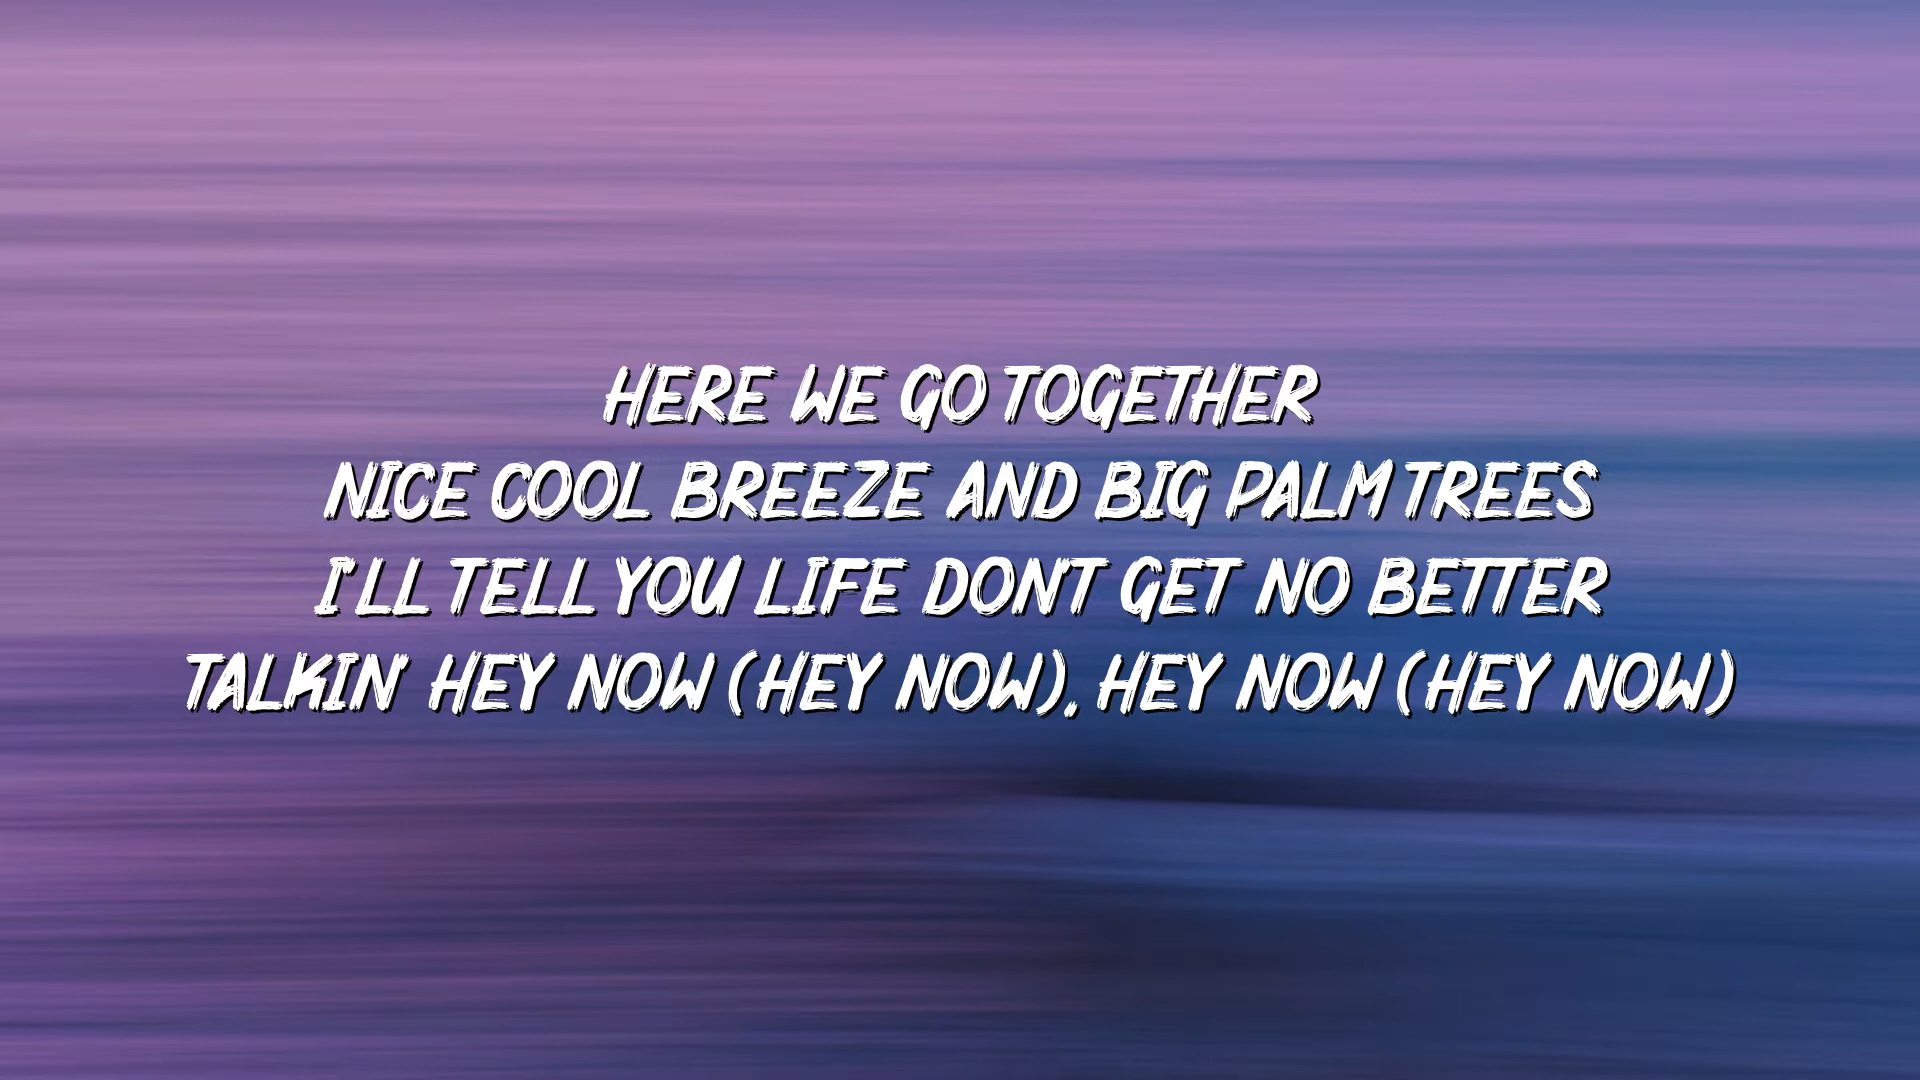 HERE WE GO TOGETHER
NICE COOL BREEZE AND BIG PALM TREES
I'LL TELL YOU LIFE DON'T GET NO BETTER
TALKIN' HEY NOW (HEY NOW), HEY NOW (HEY NOW)